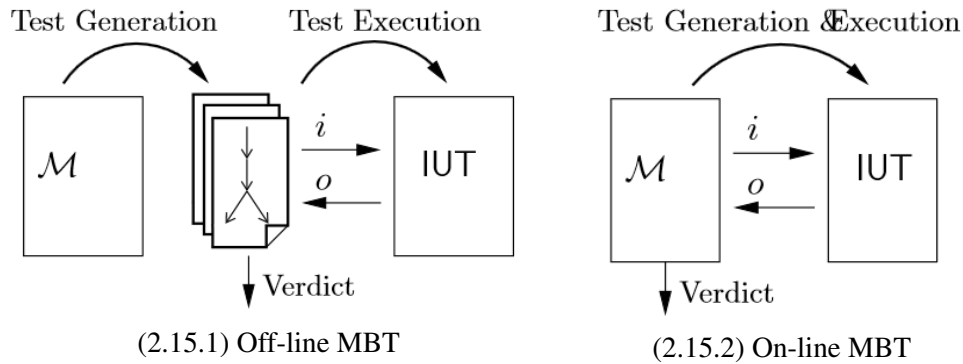 Test Generation
Test Execution
ℳ
i
o
IUT
Verdict
(2.15.1) Off-line MBT
Test Generation &Execution
ℳ
i
o
IUT
Verdict
(2.15.2) On-line MBT